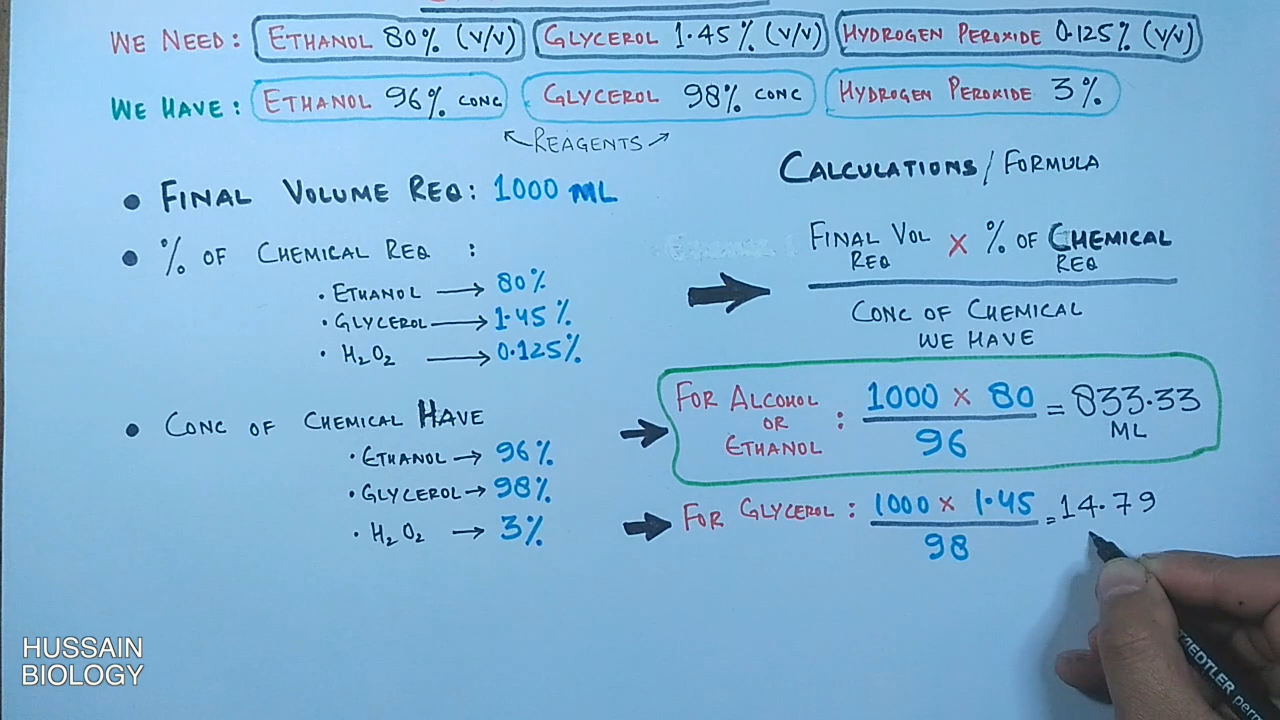 WE NEED: ETHANOL 80% (V/V) GLYCEROL 1.45% (V/V) HYDROGEN PEROXIDE 0.125% (V/V)
WE HAVE: ETHANOL 96% CONC GLYCEROL 98% CONC HYDROGEN PEROXIDE 3%
REAGENTS
CALCULATIONS / FORMULA
• FINAL VOLUME REQ: 1000 ML
• % OF CHEMICAL REQ :
• ETHANOL → 80%
• GLYCEROL → 1.45%
• H₂O₂ → 0.125%
FINAL VOL REQ × % OF CHEMICAL REQ
CONC OF CHEMICAL
WE HAVE
• CONC OF CHEMICAL HAVE
• ETHANOL → 96%
• GLYCEROL → 98%
• H₂O₂ → 3%
FOR ALCOHOL
OR
ETHANOL : 1000 × 80
96
= 833.33
ML
FOR GLYCEROL : 1000 × 1.45
98
= 14.79
STAEDTLER
HUSSAIN
BIOLOGY